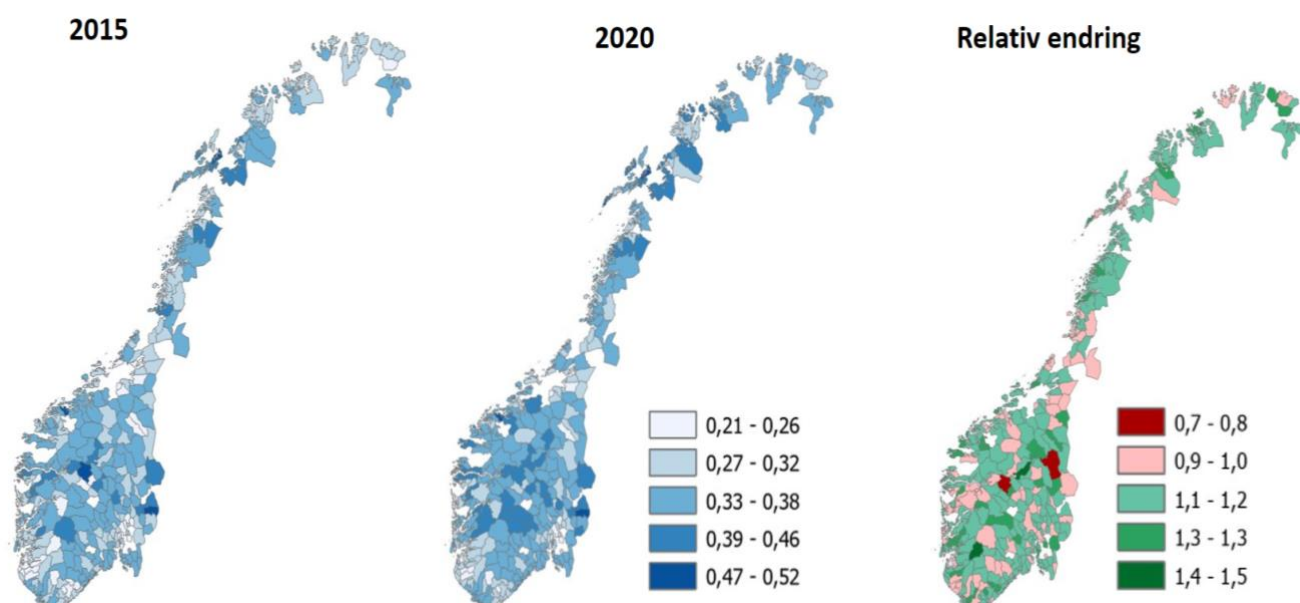 2015
2020
Relativ endring
0,21 - 0,26
0,27 - 0,32
0,33 - 0,38
0,39 - 0,46
0,47 - 0,52
0,7 - 0,8
0,9 - 1,0
1,1 - 1,2
1,3 - 1,3
1,4 - 1,5